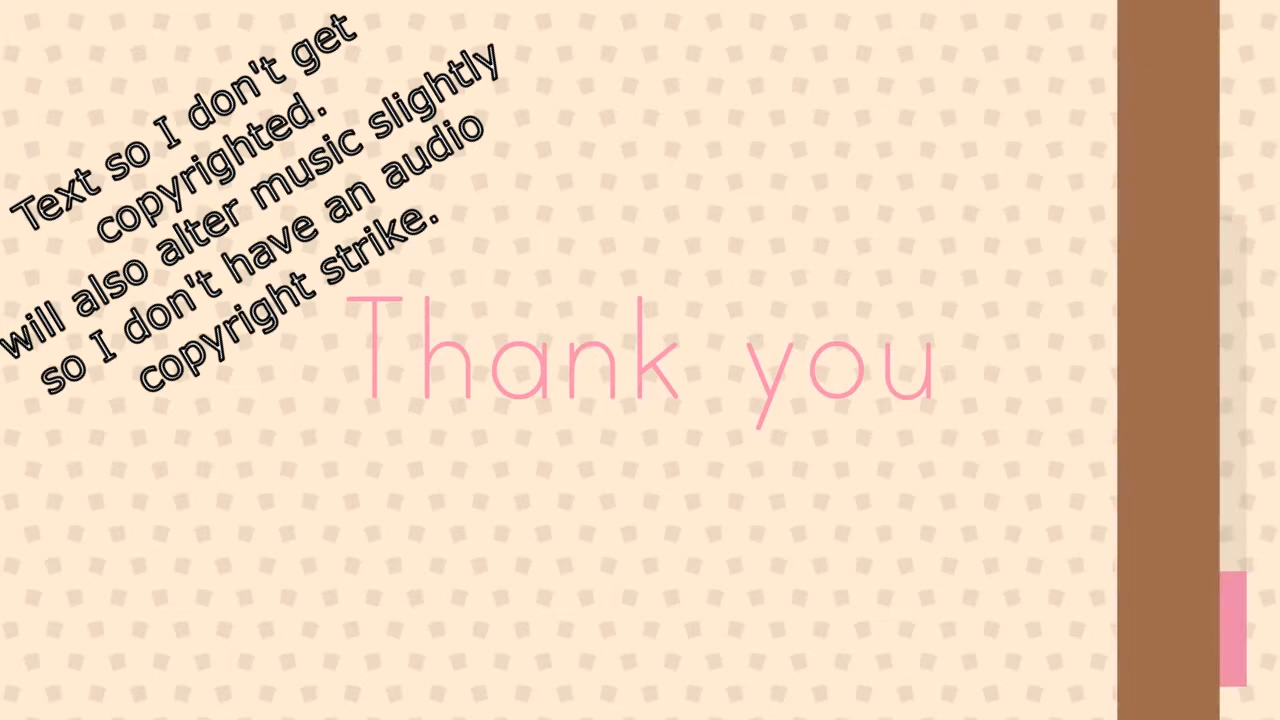 Text so I don't get
copyrighted.
will also alter music slightly
so I don't have an audio
copyright strike.
Thank you